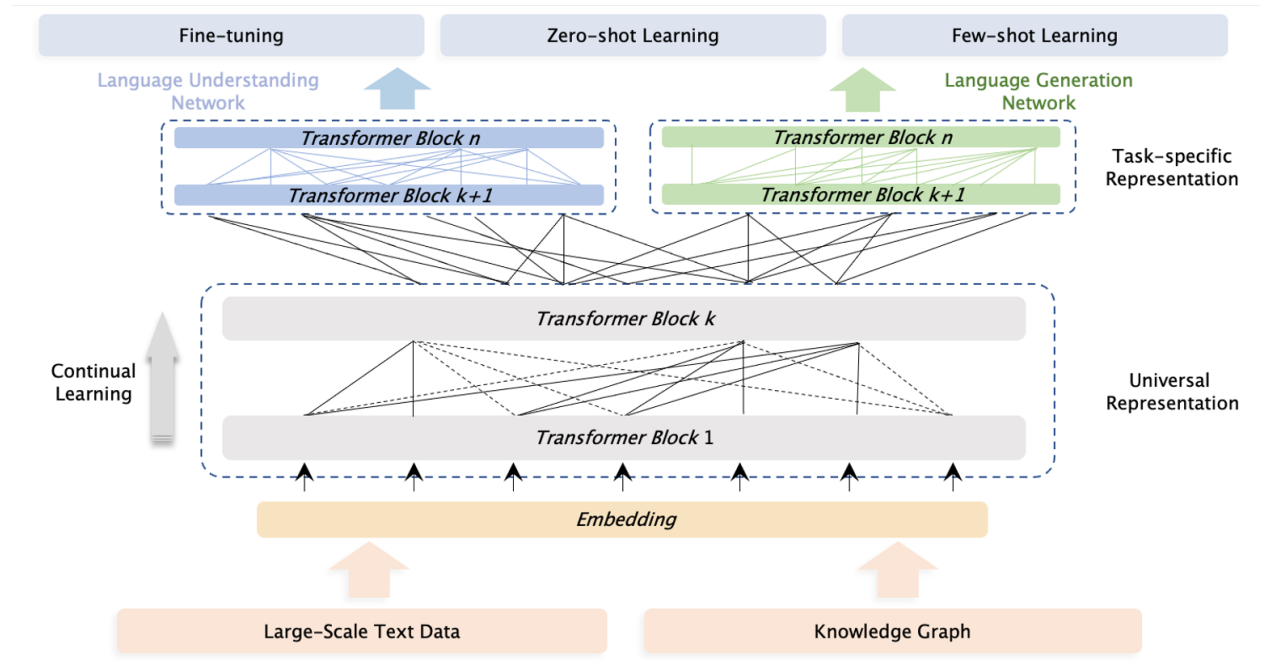 Fine-tuning
Zero-shot Learning
Few-shot Learning
Language Understanding
Network
Language Generation
Network
Transformer Block n
Transformer Block n
Task-specific
Representation
Transformer Block k+1
Transformer Block k+1
Transformer Block k
Continual
Learning
Universal
Representation
Transformer Block 1
Embedding
Large-Scale Text Data
Knowledge Graph